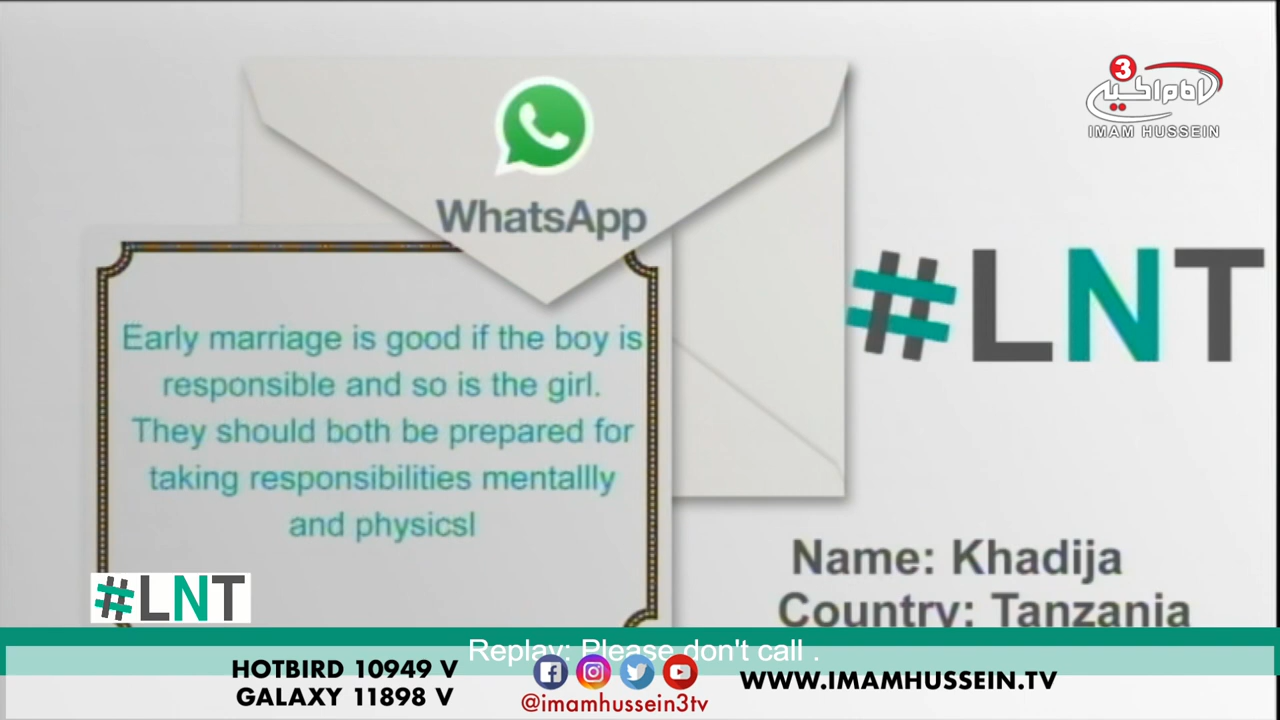 3
الامام الحسين
IMAM HUSSEIN
WhatsApp
#LNT
Early marriage is good if the boy is
responsible and so is the girl.
They should both be prepared for
taking responsibilities mentallly
and physicsl
Name: Khadija
Country: Tanzania
#LNT
Replay: Please don't call .
HOTBIRD 10949 V
GALAXY 11898 V
@imamhussein3tv
WWW.IMAMHUSSEIN.TV